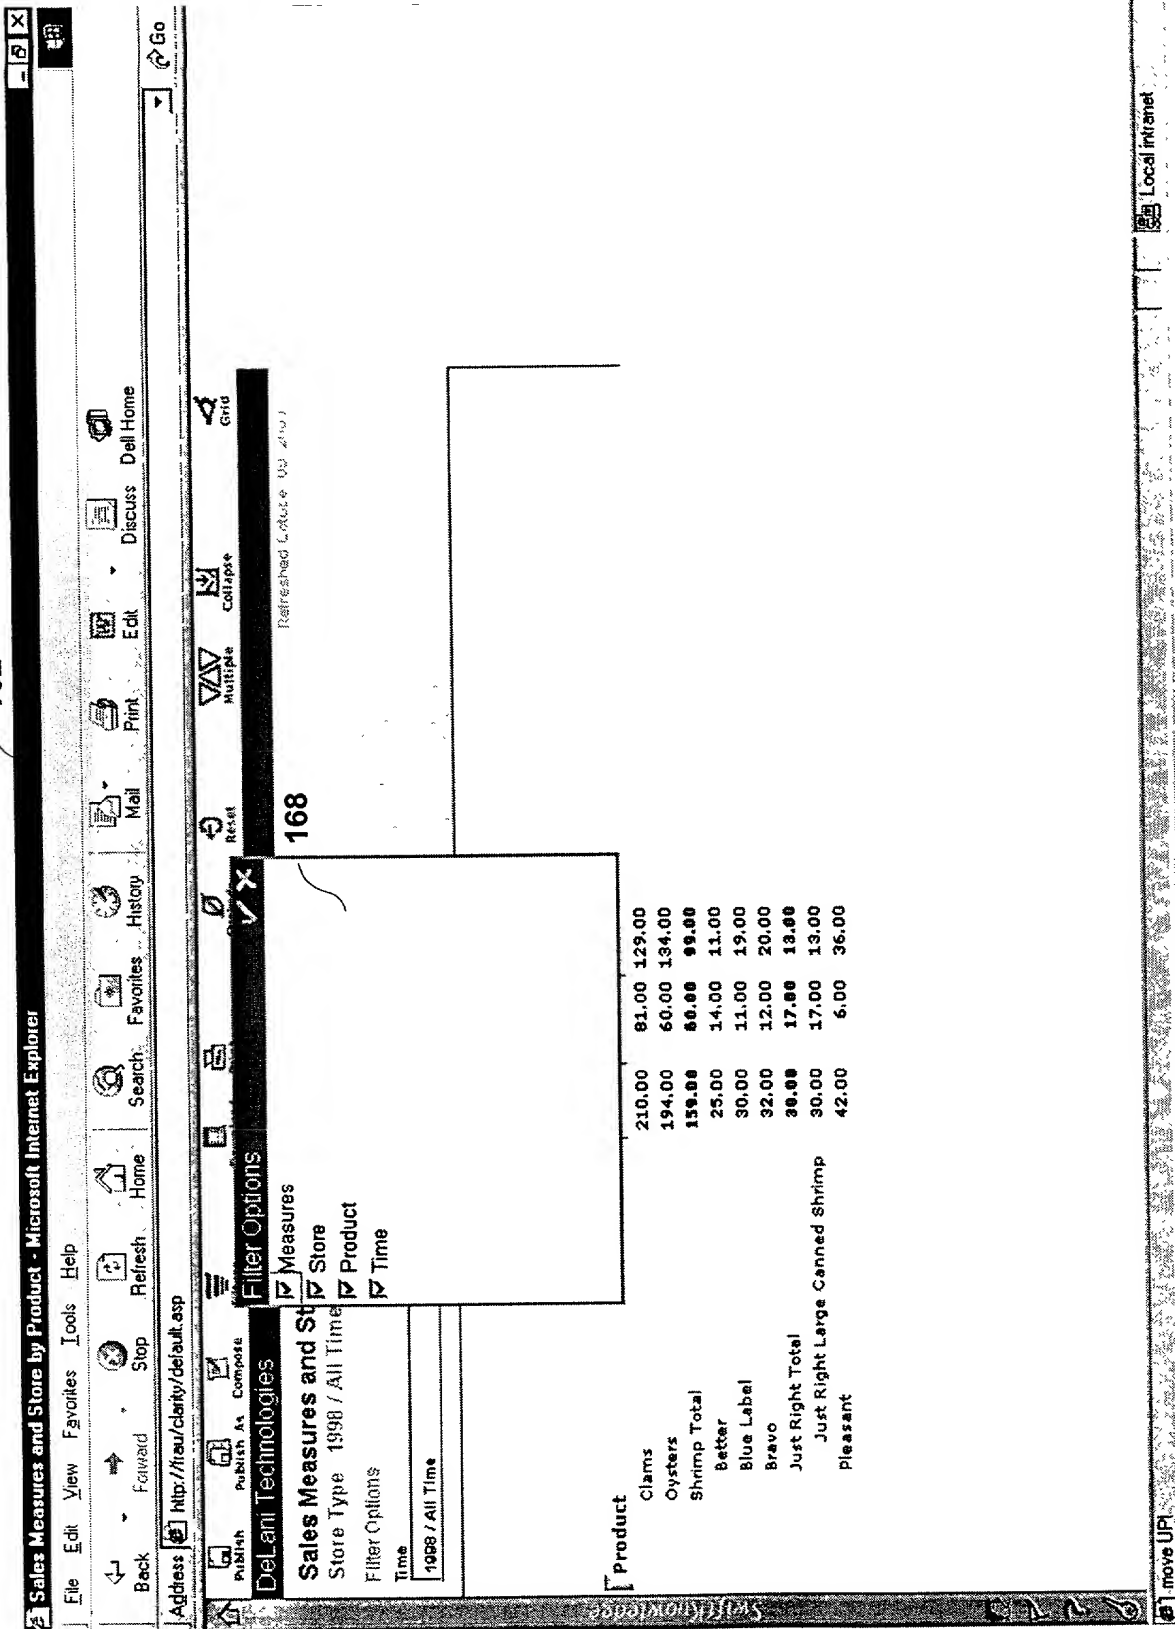 Sales Measures and Store by Product - Microsoft Internet Explorer
File Edit View Favorites Tools Help
Back Forward Stop Refresh Home Search Favorites History Mail Print Edit Discuss Dell Home
Address http://frau/clarity/default.asp Go
Publish Publish As Compose Reset Multiple Collapse Grid
DeLani Technologies
Filter Options
168
Sales Measures and St
Store Type 1998 / All Time
Refreshed
Measures
Store
Product
Time
Filter Options
Time
1998 / All Time
Product
Clams 210.00 81.00 129.00
Oysters 194.00 60.00 134.00
Shrimp Total 159.00 60.00 99.00
Better 25.00 14.00 11.00
Blue Label 30.00 11.00 19.00
Bravo 32.00 12.00 20.00
Just Right Total 30.00 17.00 13.00
Just Right Large Canned Shrimp 30.00 17.00 13.00
Pleasant 42.00 6.00 36.00
SwiftKnowledge
move UP! Local intranet